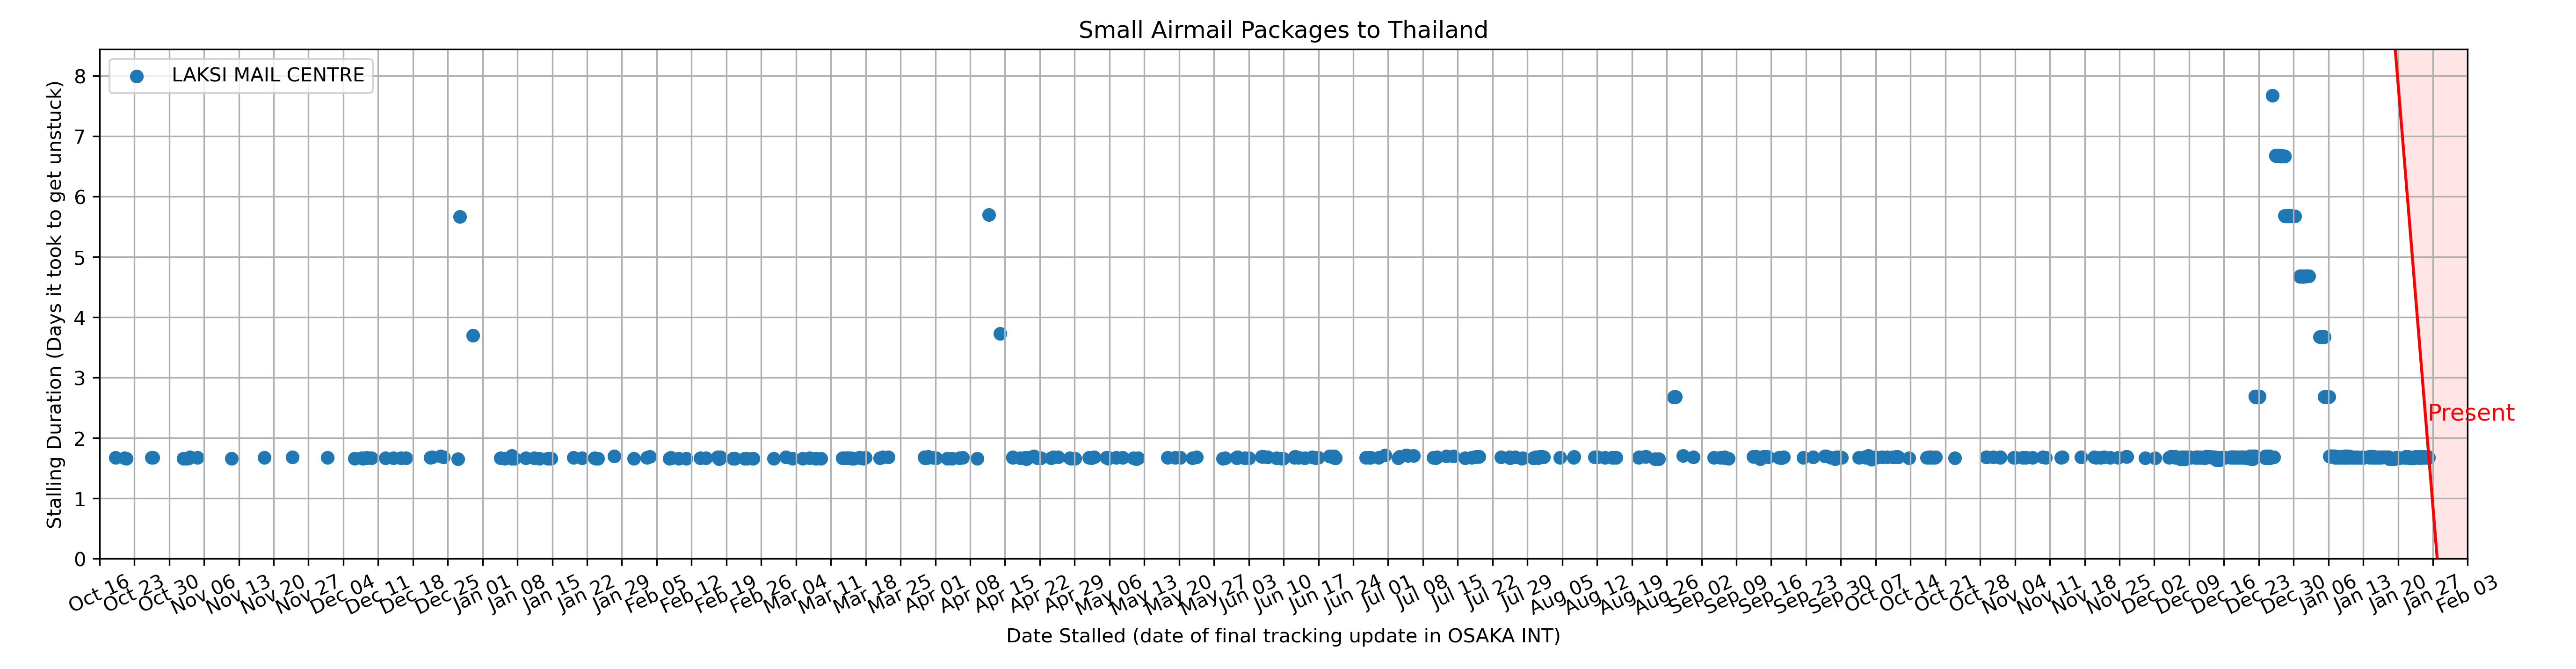 Small Airmail Packages to Thailand
LAKSI MAIL CENTRE
Stalling Duration (Days it took to get unstuck)
8
7
6
5
4
3
2
1
0
Present
Oct 16
Oct 23
Oct 30
Nov 06
Nov 13
Nov 20
Nov 27
Dec 04
Dec 11
Dec 18
Dec 25
Jan 01
Jan 08
Jan 15
Jan 22
Jan 29
Feb 05
Feb 12
Feb 19
Feb 26
Mar 04
Mar 11
Mar 18
Mar 25
Apr 01
Apr 08
Apr 15
Apr 22
Apr 29
May 06
May 13
May 20
May 27
Jun 03
Jun 10
Jun 17
Jun 24
Jul 01
Jul 08
Jul 15
Jul 22
Jul 29
Aug 05
Aug 12
Aug 19
Aug 26
Sep 02
Sep 09
Sep 16
Sep 23
Sep 30
Oct 07
Oct 14
Oct 21
Oct 28
Nov 04
Nov 11
Nov 18
Nov 25
Dec 02
Dec 09
Dec 16
Dec 23
Dec 30
Jan 06
Jan 13
Jan 20
Jan 27
Feb 03
Date Stalled (date of final tracking update in OSAKA INT)